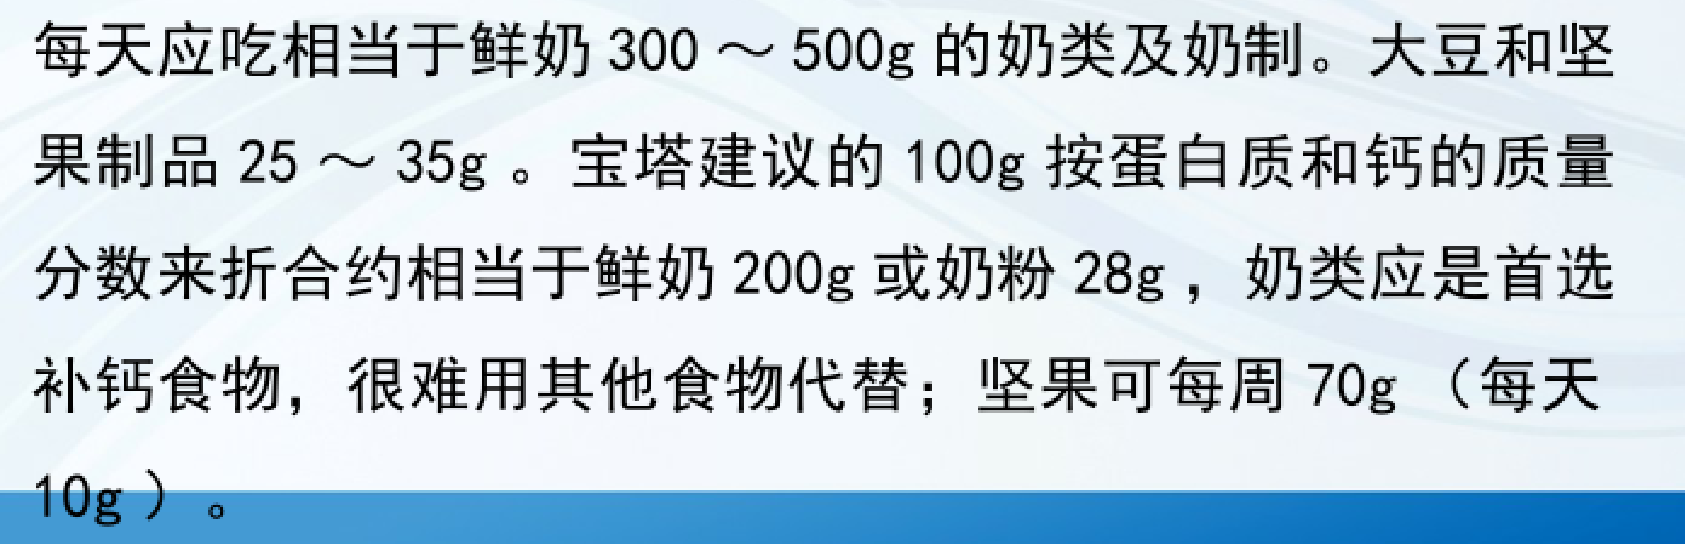 每天应吃相当于鲜奶 300 ～ 500g 的奶类及奶制。大豆和坚
果制品 25 ～ 35g 。宝塔建议的 100g 按蛋白质和钙的质量
分数来折合约相当于鲜奶 200g 或奶粉 28g ，奶类应是首选
补钙食物，很难用其他食物代替；坚果可每周 70g （每天
10g ）。